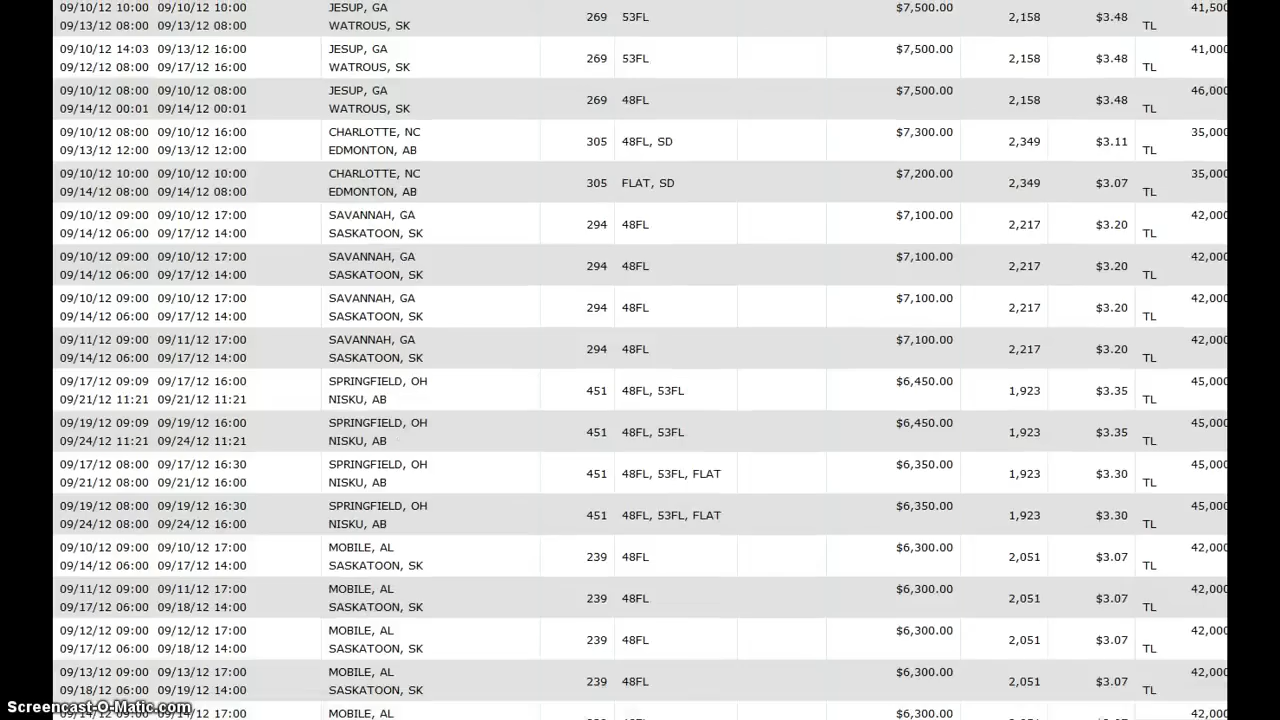 09/10/12 10:00 09/10/12 10:00 JESUP, GA 269 53FL $7,500.00 2,158 $3.48 41,500
09/13/12 08:00 09/13/12 08:00 WATROUS, SK TL
09/10/12 14:03 09/13/12 16:00 JESUP, GA 269 53FL $7,500.00 2,158 $3.48 41,000
09/12/12 08:00 09/17/12 16:00 WATROUS, SK TL
09/10/12 08:00 09/10/12 08:00 JESUP, GA 269 48FL $7,500.00 2,158 $3.48 46,000
09/14/12 00:01 09/14/12 00:01 WATROUS, SK TL
09/10/12 08:00 09/10/12 16:00 CHARLOTTE, NC 305 48FL, SD $7,300.00 2,349 $3.11 35,000
09/13/12 12:00 09/13/12 12:00 EDMONTON, AB TL
09/10/12 10:00 09/10/12 10:00 CHARLOTTE, NC 305 FLAT, SD $7,200.00 2,349 $3.07 35,000
09/14/12 08:00 09/14/12 08:00 EDMONTON, AB TL
09/10/12 09:00 09/10/12 17:00 SAVANNAH, GA 294 48FL $7,100.00 2,217 $3.20 42,000
09/14/12 06:00 09/17/12 14:00 SASKATOON, SK TL
09/10/12 09:00 09/10/12 17:00 SAVANNAH, GA 294 48FL $7,100.00 2,217 $3.20 42,000
09/14/12 06:00 09/17/12 14:00 SASKATOON, SK TL
09/10/12 09:00 09/10/12 17:00 SAVANNAH, GA 294 48FL $7,100.00 2,217 $3.20 42,000
09/14/12 06:00 09/17/12 14:00 SASKATOON, SK TL
09/11/12 09:00 09/11/12 17:00 SAVANNAH, GA 294 48FL $7,100.00 2,217 $3.20 42,000
09/14/12 06:00 09/17/12 14:00 SASKATOON, SK TL
09/17/12 09:09 09/17/12 16:00 SPRINGFIELD, OH 451 48FL, 53FL $6,450.00 1,923 $3.35 45,000
09/21/12 11:21 09/21/12 11:21 NISKU, AB TL
09/19/12 09:09 09/19/12 16:00 SPRINGFIELD, OH 451 48FL, 53FL $6,450.00 1,923 $3.35 45,000
09/24/12 11:21 09/24/12 11:21 NISKU, AB TL
09/17/12 08:00 09/17/12 16:30 SPRINGFIELD, OH 451 48FL, 53FL, FLAT $6,350.00 1,923 $3.30 45,000
09/21/12 08:00 09/21/12 16:00 NISKU, AB TL
09/19/12 08:00 09/19/12 16:30 SPRINGFIELD, OH 451 48FL, 53FL, FLAT $6,350.00 1,923 $3.30 45,000
09/24/12 08:00 09/24/12 16:00 NISKU, AB TL
09/10/12 09:00 09/10/12 17:00 MOBILE, AL 239 48FL $6,300.00 2,051 $3.07 42,000
09/14/12 06:00 09/17/12 14:00 SASKATOON, SK TL
09/11/12 09:00 09/11/12 17:00 MOBILE, AL 239 48FL $6,300.00 2,051 $3.07 42,000
09/17/12 06:00 09/18/12 14:00 SASKATOON, SK TL
09/12/12 09:00 09/12/12 17:00 MOBILE, AL 239 48FL $6,300.00 2,051 $3.07 42,000
09/17/12 06:00 09/18/12 14:00 SASKATOON, SK TL
09/13/12 09:00 09/13/12 17:00 MOBILE, AL 239 48FL $6,300.00 2,051 $3.07 42,000
09/18/12 06:00 09/19/12 14:00 SASKATOON, SK TL
Screencast-O-Matic.com
09/14/12 09:00 09/14/12 17:00 MOBILE, AL $6,300.00 42,000